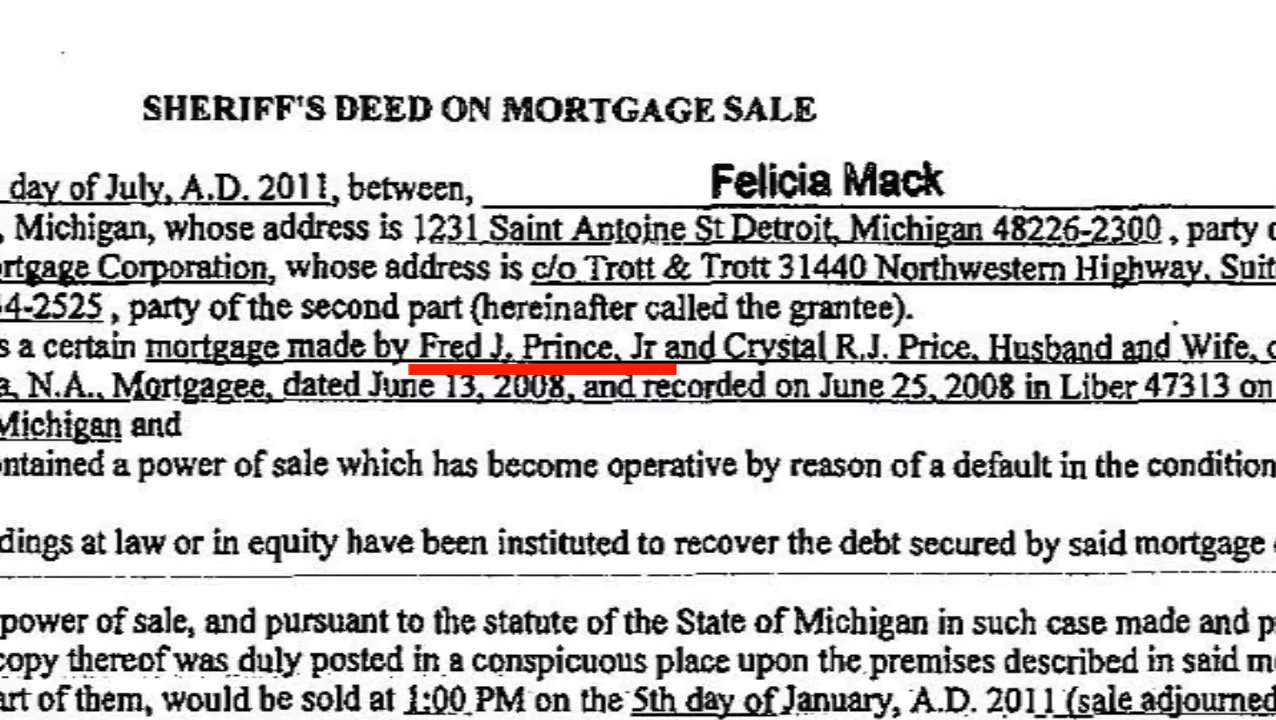 SHERIFF'S DEED ON MORTGAGE SALE
day of July, A.D. 2011, between, Felicia Mack
, Michigan, whose address is 1231 Saint Antoine St Detroit, Michigan 48226-2300 , party o
ortgage Corporation, whose address is c/o Trott & Trott 31440 Northwestern Highway, Suit
4-2525 , party of the second part (hereinafter called the grantee).
s a certain mortgage made by Fred J. Prince, Jr and Crystal R.J. Price, Husband and Wife, o
a, N.A., Mortgagee, dated June 13, 2008, and recorded on June 25, 2008 in Liber 47313 on
Michigan and
ontained a power of sale which has become operative by reason of a default in the condition
dings at law or in equity have been instituted to recover the debt secured by said mortgage
power of sale, and pursuant to the statute of the State of Michigan in such case made and p
copy thereof was duly posted in a conspicuous place upon the premises described in said m
art of them, would be sold at 1:00 PM on the 5th day of January, A.D. 2011 (sale adjourned